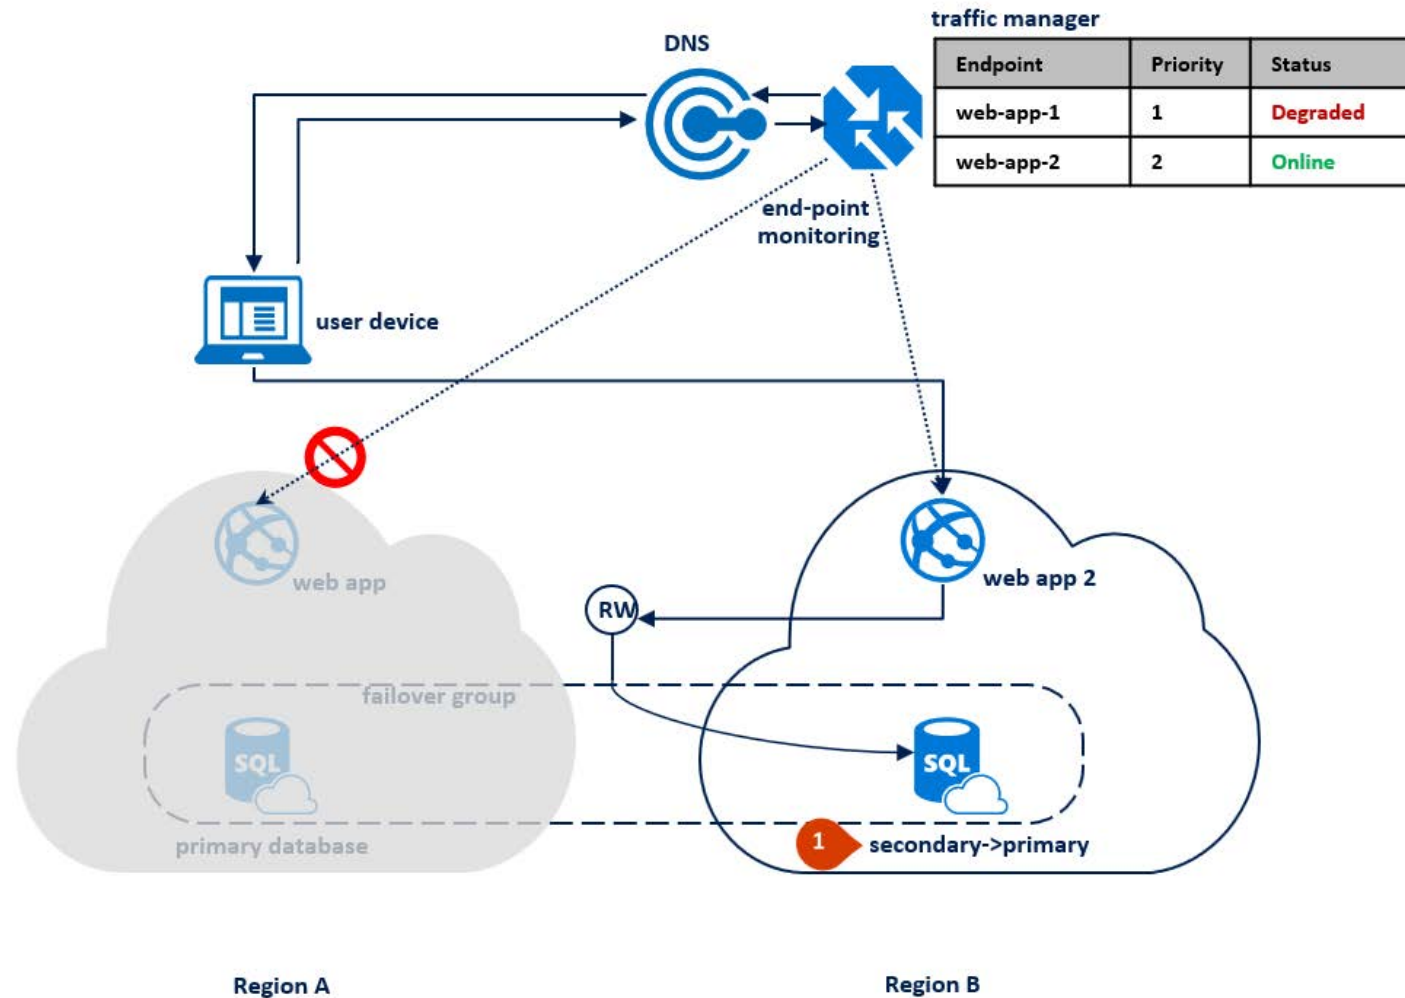 traffic manager
DNS
Endpoint Priority Status
web-app-1 1 Degraded
web-app-2 2 Online
end-point
monitoring
user device
web app
web app 2
RW
failover group
SQL
SQL
primary database
1
secondary->primary
Region A
Region B